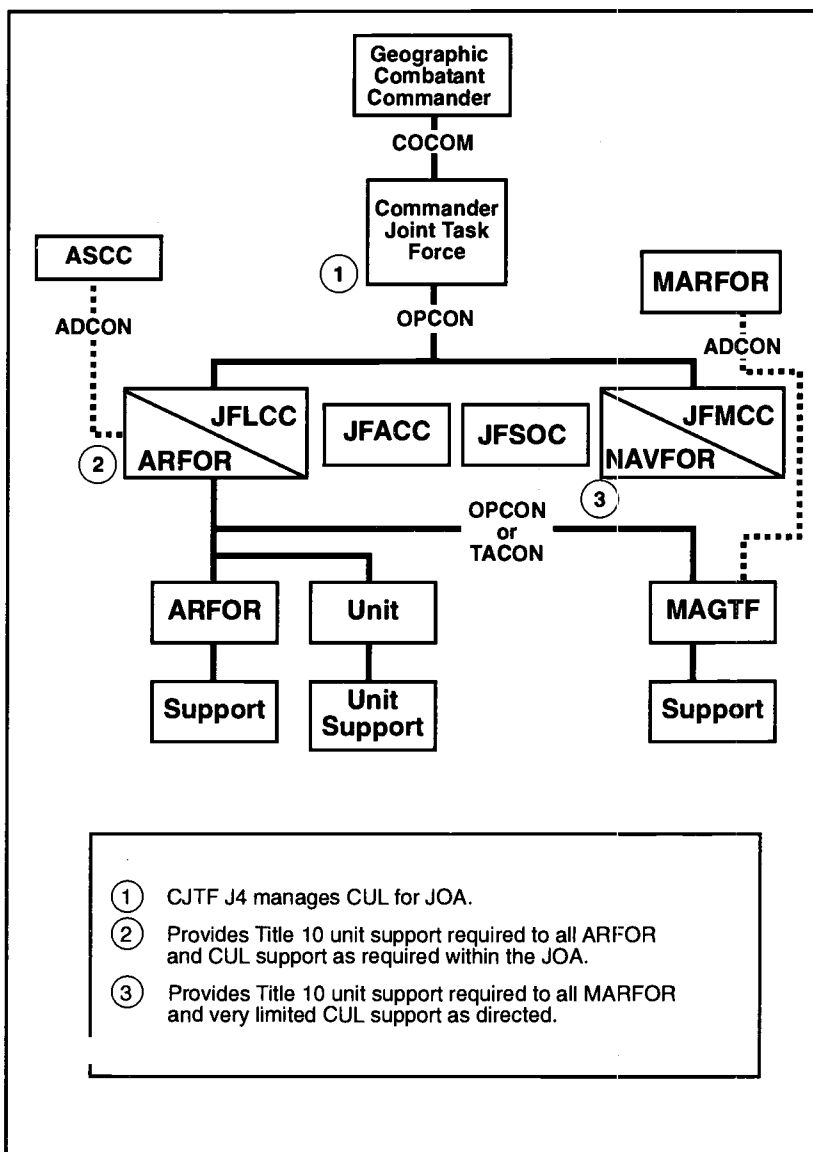 Geographic
Combatant
Commander
COCOM
Commander
Joint Task
Force
1
ASCC
MARFOR
ADCON
OPCON
ADCON
JFLCC
ARFOR
2
JFACC
JFSOC
JFMCC
NAVFOR
3
OPCON
or
TACON
ARFOR
Unit
MAGTF
Support
Unit
Support
Support
1 CJTF J4 manages CUL for JOA.
2 Provides Title 10 unit support required to all ARFOR
and CUL support as required within the JOA.
3 Provides Title 10 unit support required to all MARFOR
and very limited CUL support as directed.